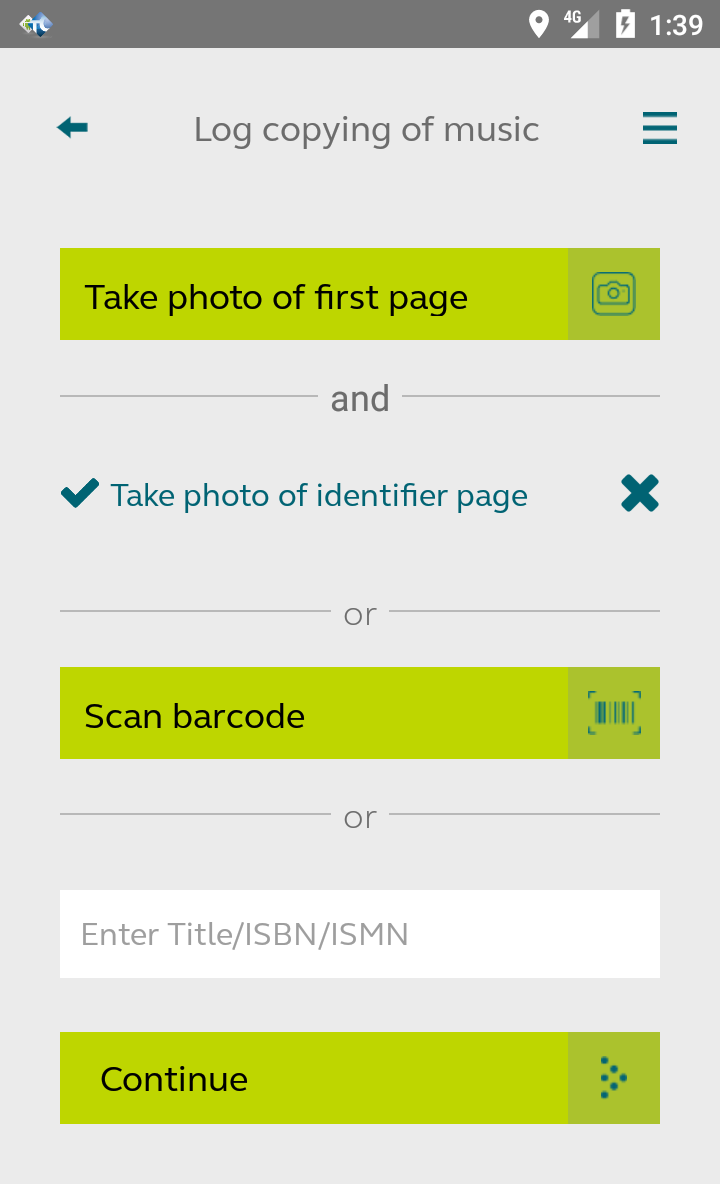 4G 1:39
Log copying of music
Take photo of first page
and
Take photo of identifier page
or
Scan barcode
or
Enter Title/ISBN/ISMN
Continue